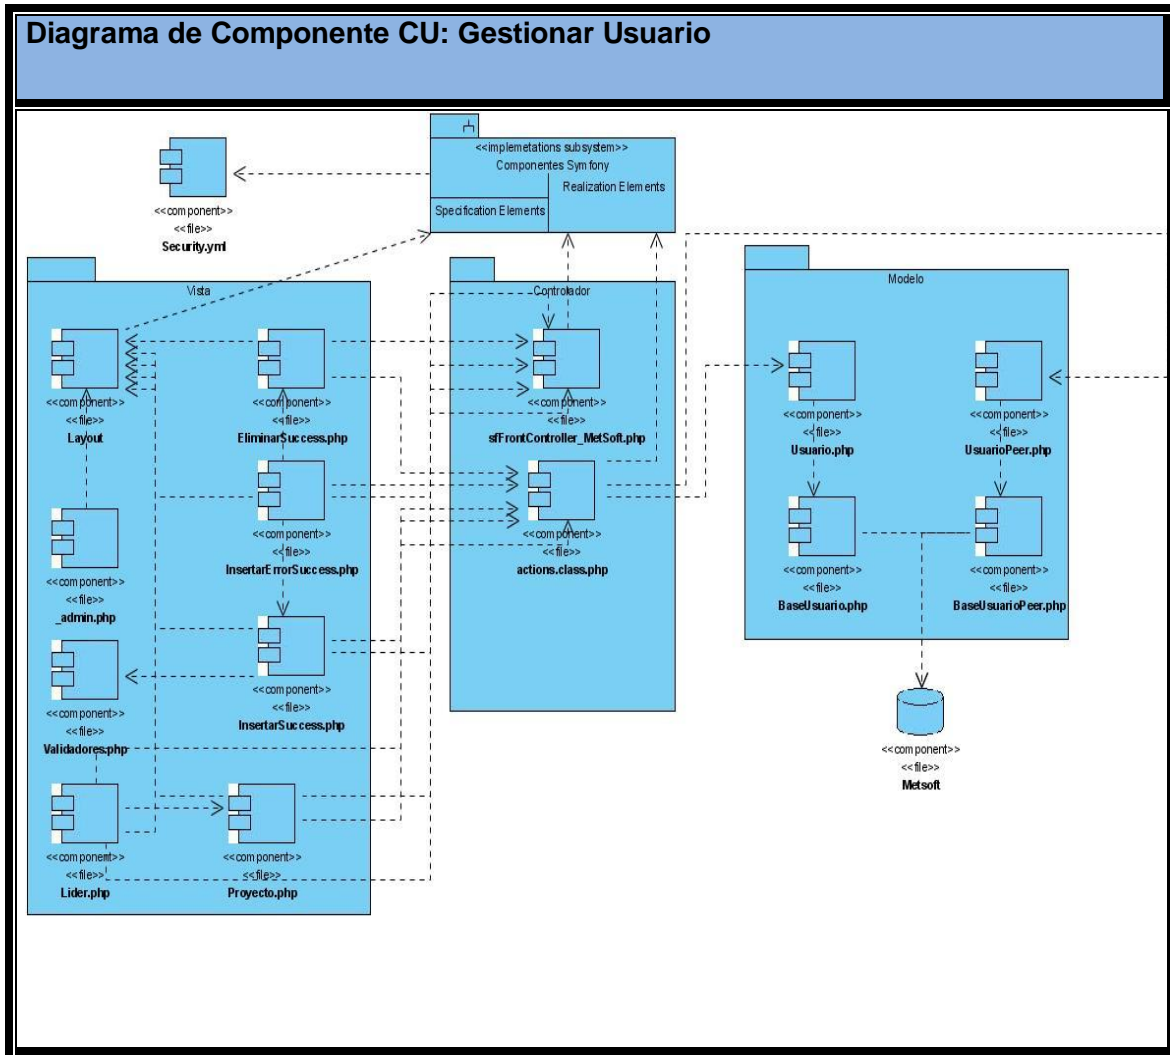 Diagrama de Componente CU: Gestionar Usuario
<<implemetations subsystem>>
Componentes Symfony
Realization Elements
Specification Elements
<<component>>
<<file>>
Security.yml
Vista
<<component>>
<<file>>
Layout
<<component>>
<<file>>
EliminarSuccess.php
<<component>>
<<file>>
_admin.php
<<component>>
<<file>>
InsertarErrorSuccess.php
<<component>>
<<file>>
Validadores.php
<<component>>
<<file>>
InsertarSuccess.php
<<component>>
<<file>>
Lider.php
<<component>>
<<file>>
Proyecto.php
Controlador
<<component>>
<<file>>
sfFrontController_MetSoft.php
<<component>>
<<file>>
actions.class.php
Modelo
<<component>>
<<file>>
Usuario.php
<<component>>
<<file>>
UsuarioPeer.php
<<component>>
<<file>>
BaseUsuario.php
<<component>>
<<file>>
BaseUsuarioPeer.php
<<component>>
<<file>>
Metsoft